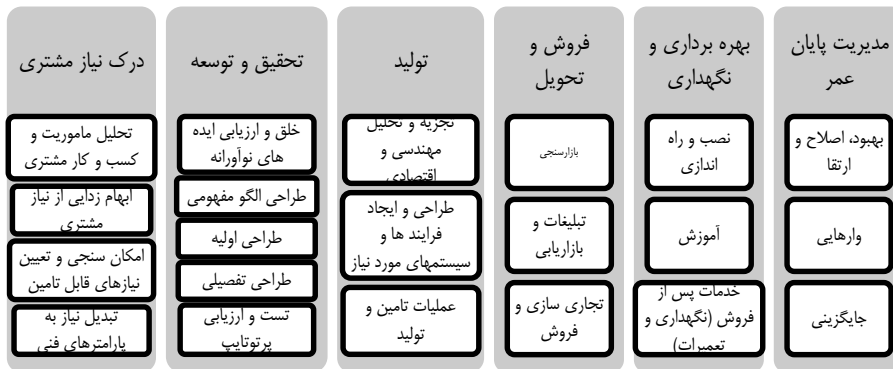 درک نیاز مشتری
تحلیل ماموریت و
کسب و کار مشتری
ابهام زدایی از نیاز
مشتری
امکان سنجی و تعیین
نیازهای قابل تامین
تبدیل نیاز به
پارامترهای فنی
تحقیق و توسعه
خلق و ارزیابی ایده
های نوآورانه
طراحی الگو مفهومی
طراحی اولیه
طراحی تفصیلی
تست و ارزیابی
پرتوتایپ
تولید
تجزیه و تحلیل
مهندسی و
اقتصادی
طراحی و ایجاد
فرایند ها و
سیستمهای مورد نیاز
عملیات تامین و
تولید
فروش و
تحویل
بازارسنجی
تبلیغات و
بازاریابی
تجاری سازی و
فروش
بهره برداری و
نگهداری
نصب و راه
اندازی
آموزش
خدمات پس از
فروش (نگهداری و
تعمیرات)
مدیریت پایان
عمر
بهبود، اصلاح و
ارتقا
وارهایی
جایگزینی